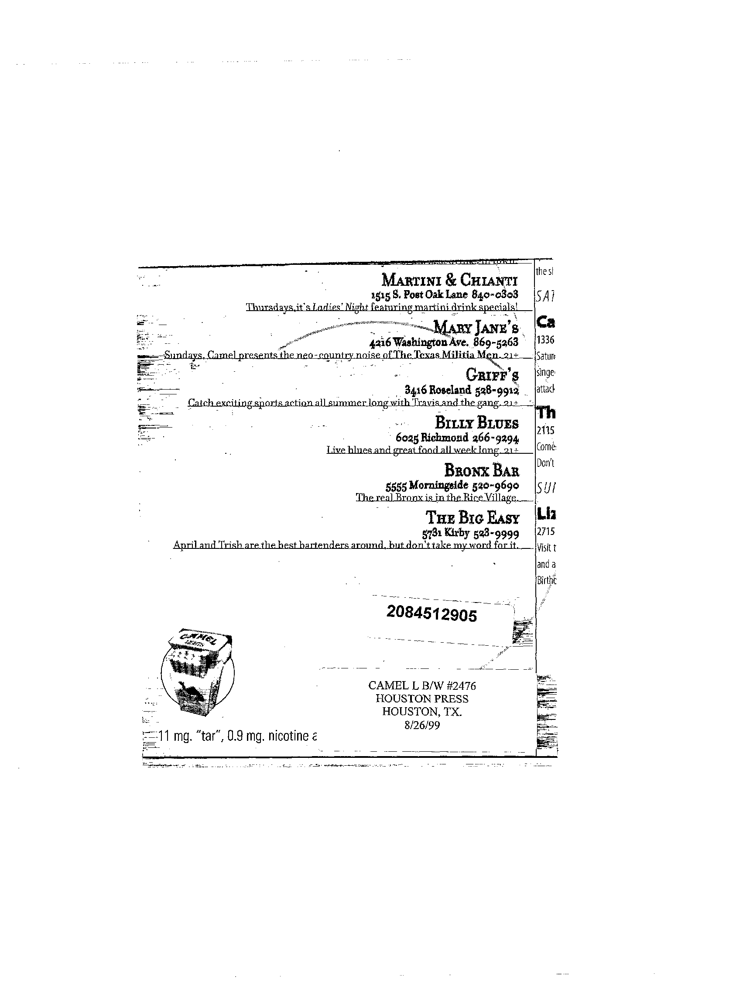 MARTINI & CHIANTI
1515 S. Post Oak Lane 840-0303
Thursdays, it's Ladies' Night featuring martini drink specials!
MARY JANE'S
4216 Washington Ave. 869-5263
Sundays, Camel presents the neo-country noise of The Texas Militia Men. 21+
GRIFF'S
3416 Roseland 528-9912
Catch exciting sports action all summer long with Travis and the gang. 21+
BILLY BLUES
6025 Richmond 266-9294
Live blues and great food all week long. 21+
BRONX BAR
5555 Morningside 520-9690
The real Bronx is in the Rice Village.
THE BIG EASY
5731 Kirby 523-9999
April and Trish are the best bartenders around, but don't take my word for it.
2084512905
CAMEL
LIGHTS
CAMEL L B/W #2476
HOUSTON PRESS
HOUSTON, TX.
8/26/99
11 mg. "tar", 0.9 mg. nicotine a
the sl
SAT
Ca
1336
Satur
singe
attack
Th
2115
Come
Don't
SUI
Liz
2715
Visit t
and a
Birthc